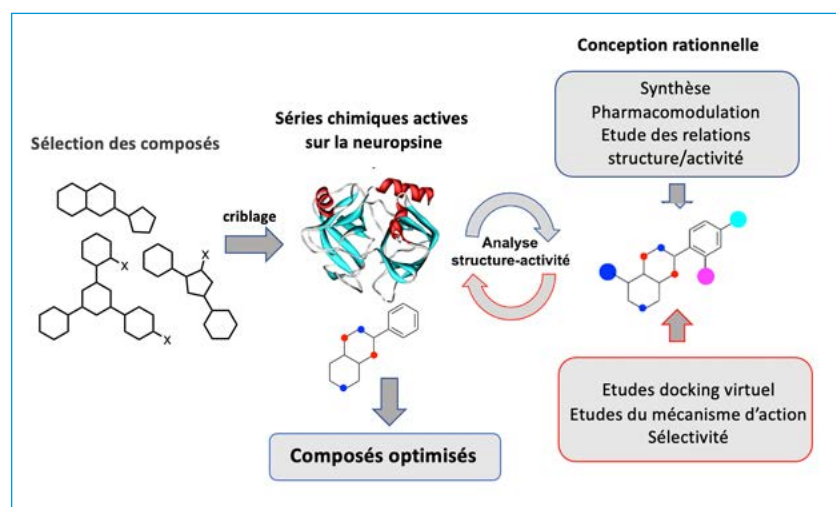 Conception rationnelle
Synthèse
Pharmacomodulation
Etude des relations
structure/activité
Séries chimiques actives
sur la neuropsine
Sélection des composés
criblage
X
X
X
Analyse
structure-activité
Etudes docking virtuel
Etudes du mécanisme d'action
Sélectivité
Composés optimisés